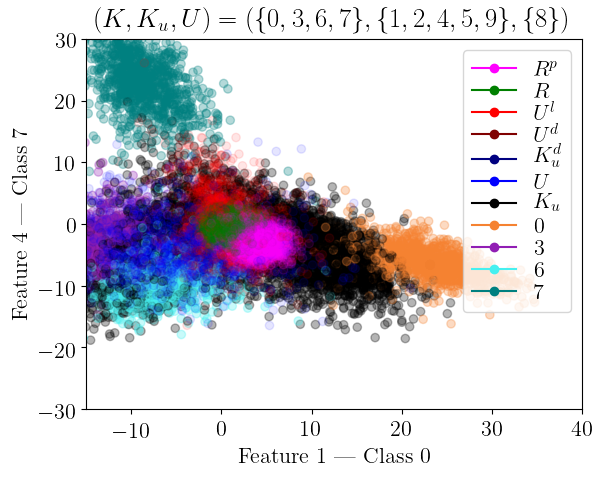 (K, K_u, U) = ({0, 3, 6, 7}, {1, 2, 4, 5, 9}, {8})
30
20
10
0
−10
−20
−30
Feature 4 — Class 7
R^p
R
U^l
U^d
K_u^d
U
K_u
0
3
6
7
−10
0
10
20
30
40
Feature 1 — Class 0